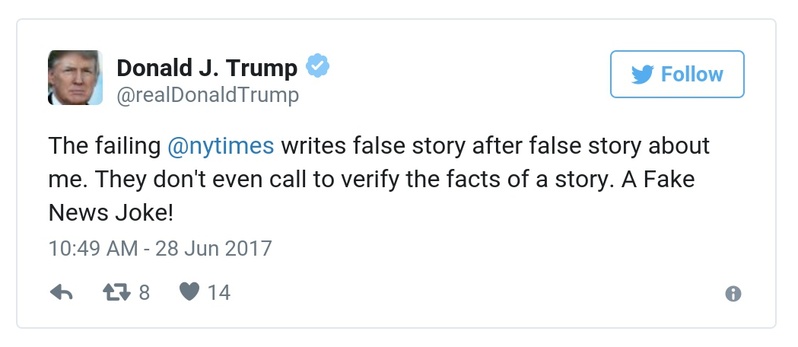 Donald J. Trump
@realDonaldTrump
Follow
The failing @nytimes writes false story after false story about
me. They don't even call to verify the facts of a story. A Fake
News Joke!
10:49 AM - 28 Jun 2017
8 14